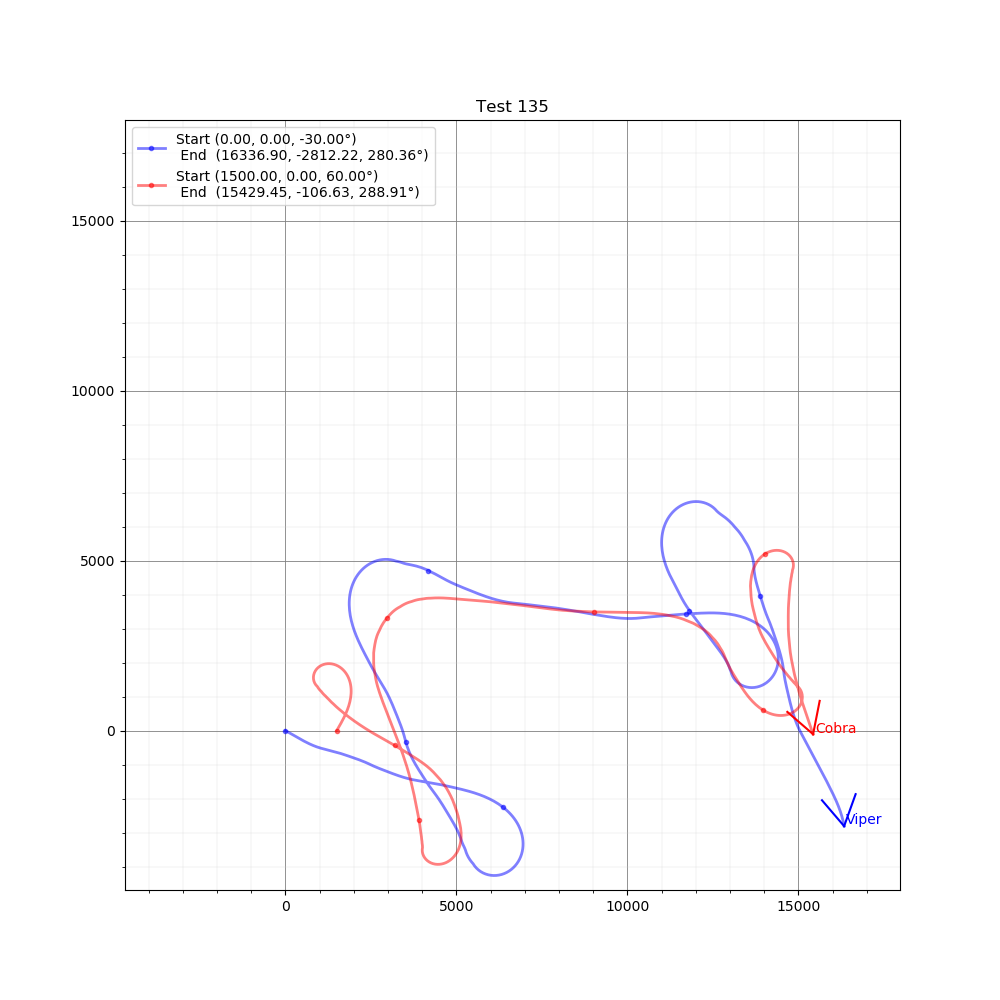 Test 135
Start (0.00, 0.00, -30.00°)
End (16336.90, -2812.22, 280.36°)
Start (1500.00, 0.00, 60.00°)
End (15429.45, -106.63, 288.91°)
15000
10000
5000
0
Cobra
Viper
0 5000 10000 15000